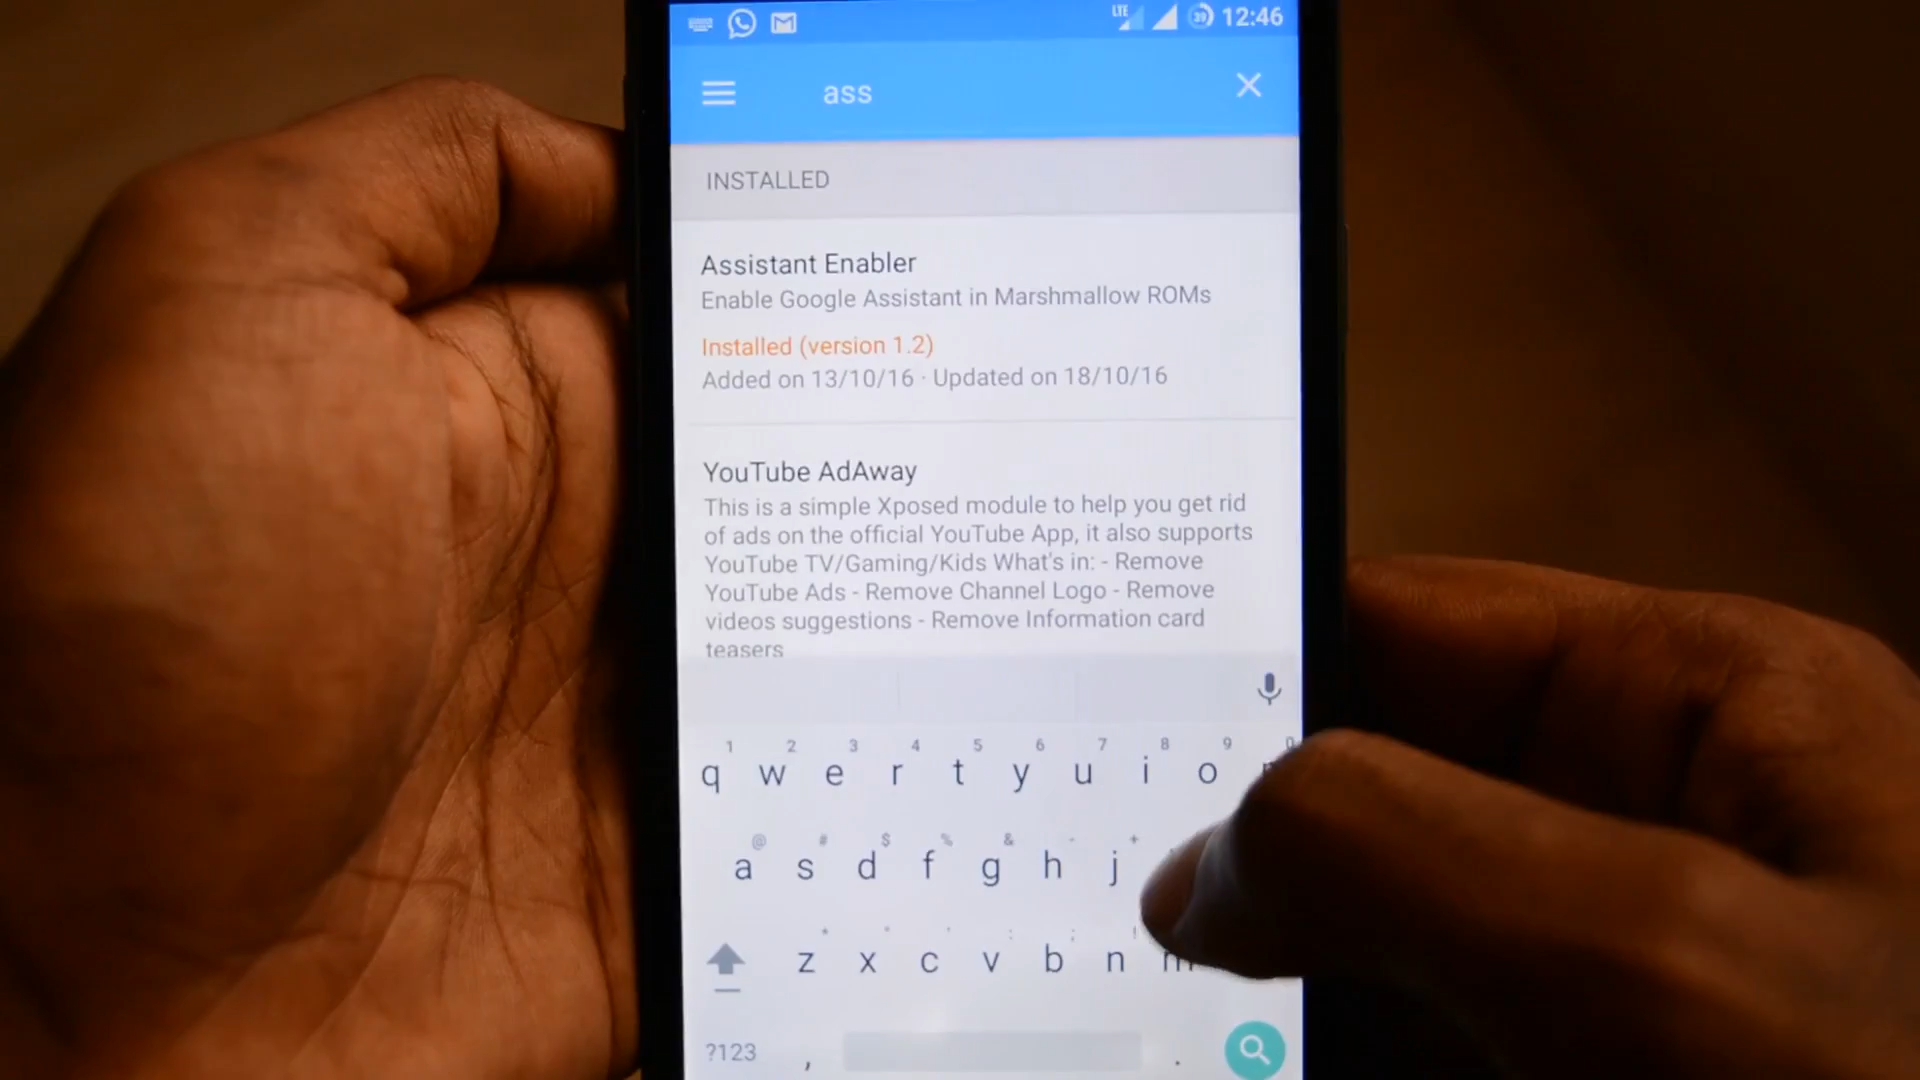 LTE 39 12:46
ass
INSTALLED
Assistant Enabler
Enable Google Assistant in Marshmallow ROMs
Installed (version 1.2)
Added on 13/10/16 · Updated on 18/10/16
YouTube AdAway
This is a simple Xposed module to help you get rid
of ads on the official YouTube App, it also supports
YouTube TV/Gaming/Kids What's in: - Remove
YouTube Ads - Remove Channel Logo - Remove
videos suggestions - Remove Information card
teasers
1 2 3 4 5 6 7 8 9 0
q w e r t y u i o
@ # $ % & - +
a s d f g h j
z x c v b n m
?123 , .